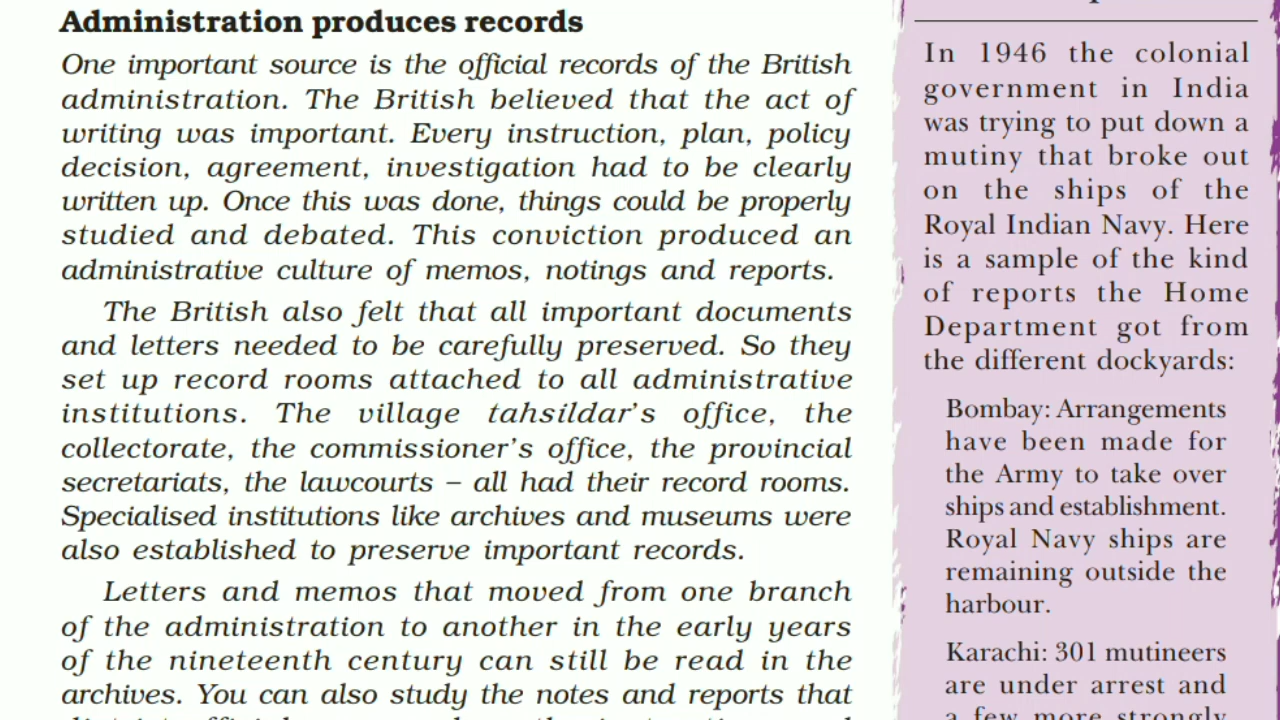 Administration produces records
One important source is the official records of the British
administration. The British believed that the act of
writing was important. Every instruction, plan, policy
decision, agreement, investigation had to be clearly
written up. Once this was done, things could be properly
studied and debated. This conviction produced an
administrative culture of memos, notings and reports.
The British also felt that all important documents
and letters needed to be carefully preserved. So they
set up record rooms attached to all administrative
institutions. The village tahsildar's office, the
collectorate, the commissioner's office, the provincial
secretariats, the lawcourts – all had their record rooms.
Specialised institutions like archives and museums were
also established to preserve important records.
Letters and memos that moved from one branch
of the administration to another in the early years
of the nineteenth century can still be read in the
archives. You can also study the notes and reports that
In 1946 the colonial
government in India
was trying to put down a
mutiny that broke out
on the ships of the
Royal Indian Navy. Here
is a sample of the kind
of reports the Home
Department got from
the different dockyards:
Bombay: Arrangements
have been made for
the Army to take over
ships and establishment.
Royal Navy ships are
remaining outside the
harbour.
Karachi: 301 mutineers
are under arrest and
a few more strongly